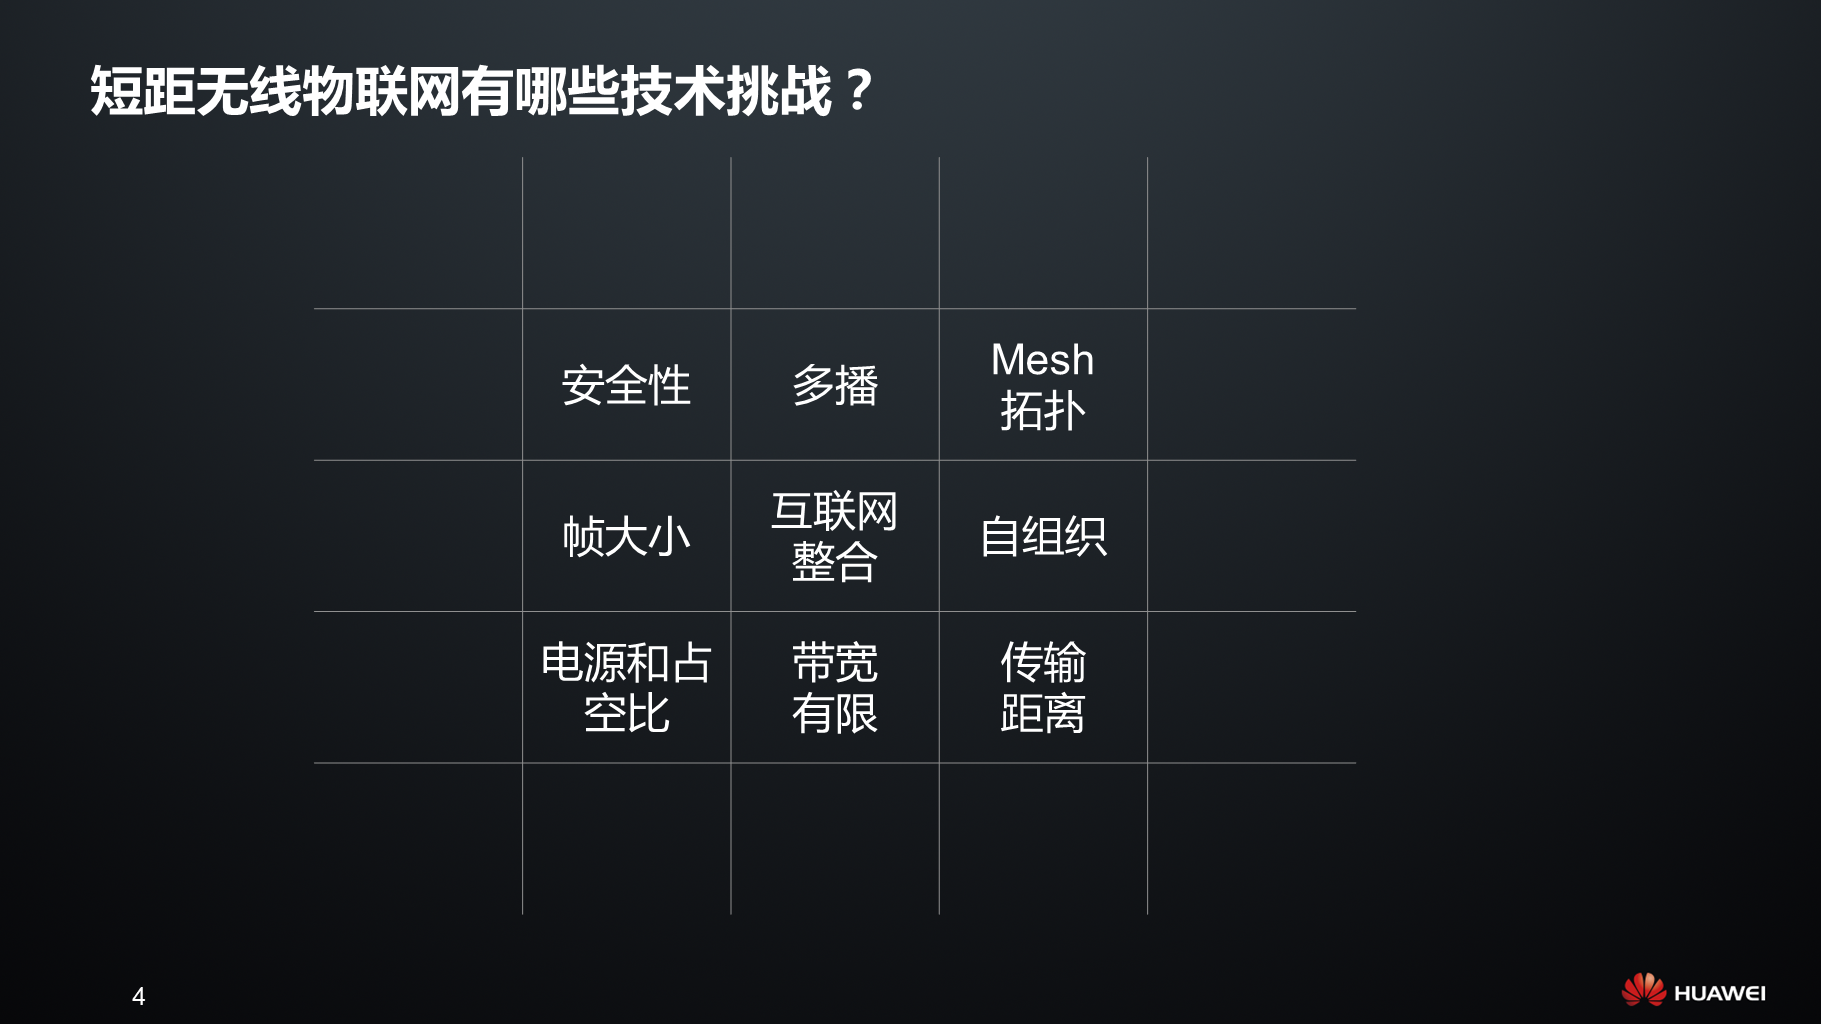 短距无线物联网有哪些技术挑战？
安全性
多播
Mesh
拓扑
帧大小
互联网
整合
自组织
电源和占
空比
带宽
有限
传输
距离
4
HUAWEI